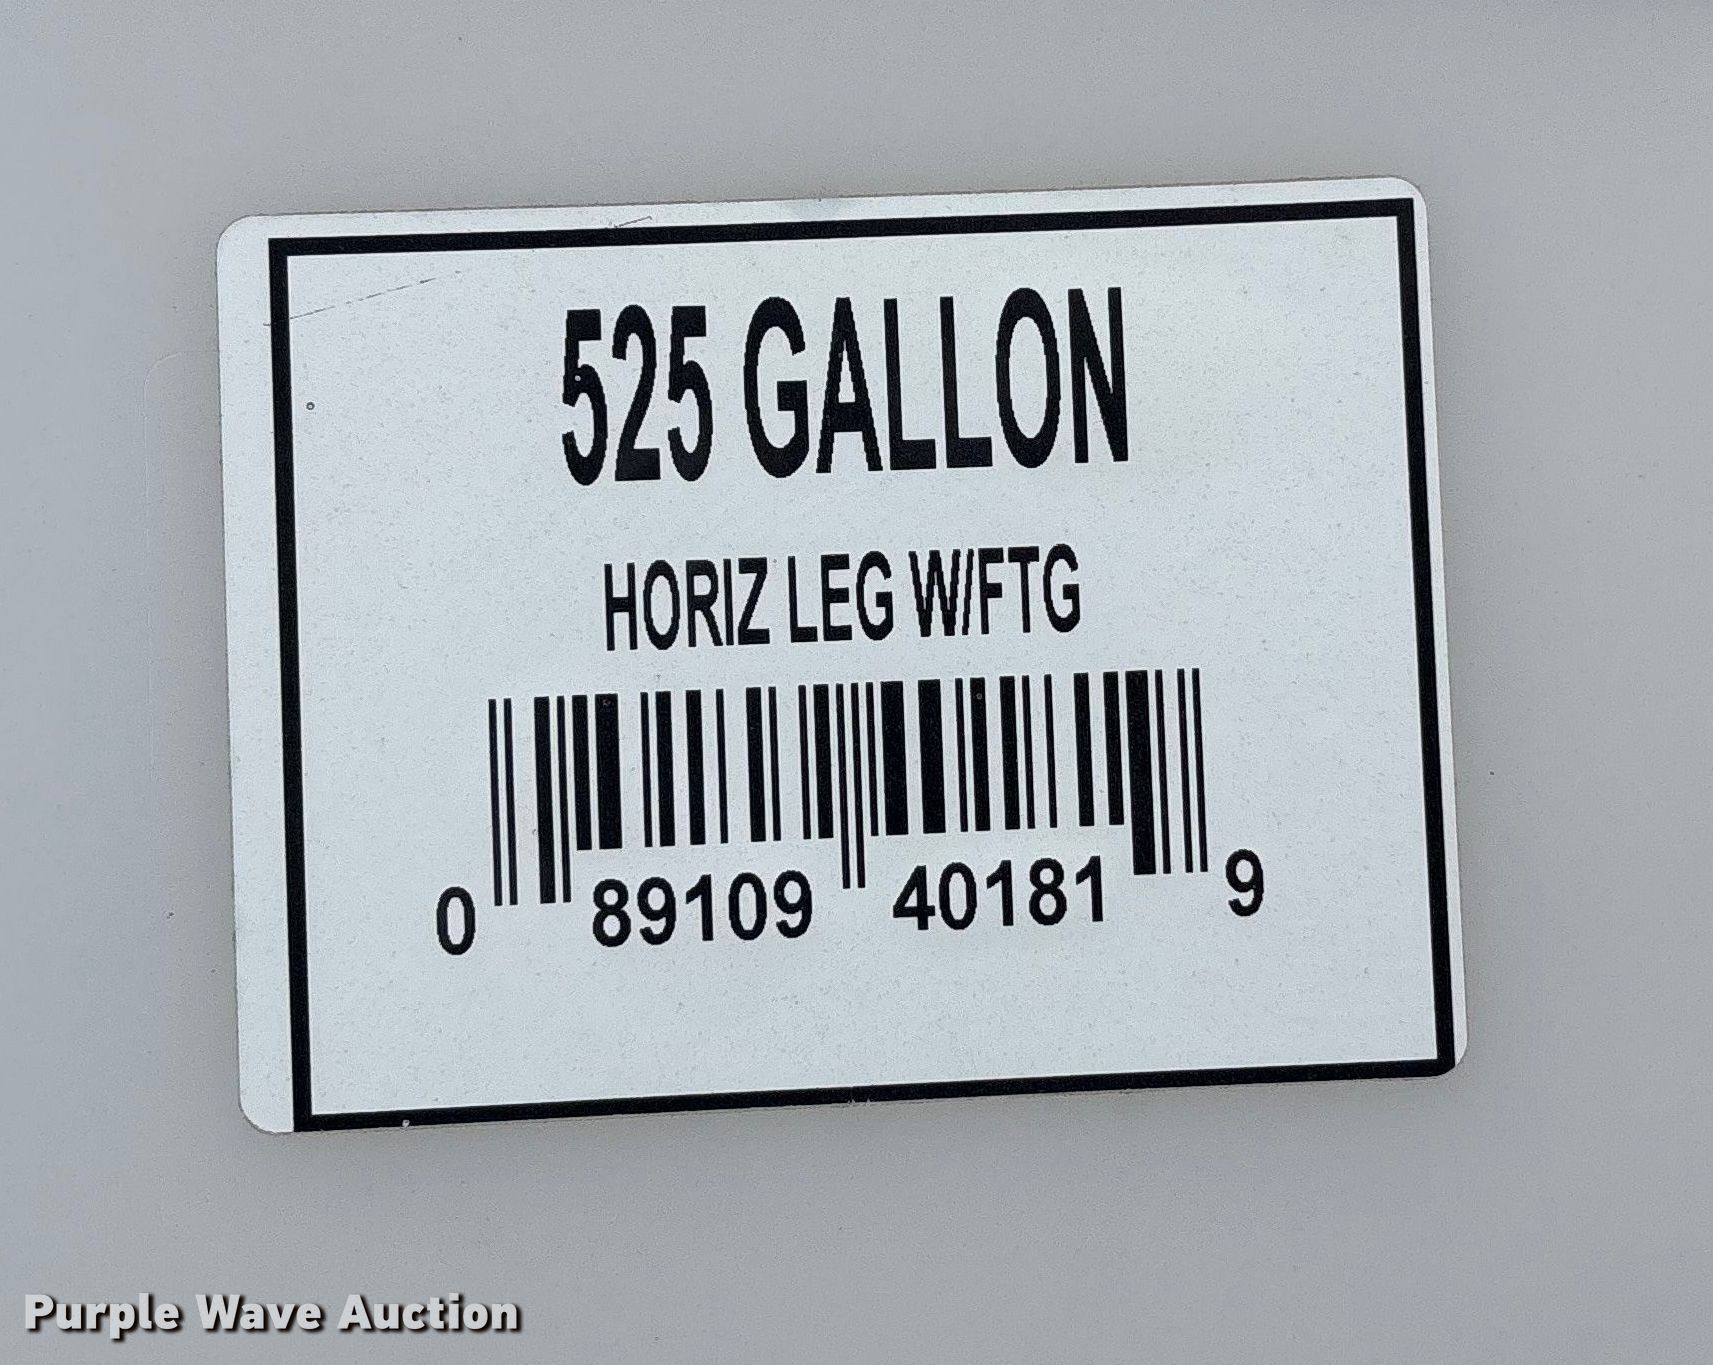 525 GALLON
HORIZ LEG W/FTG
0 89109 40181 9
Purple Wave Auction